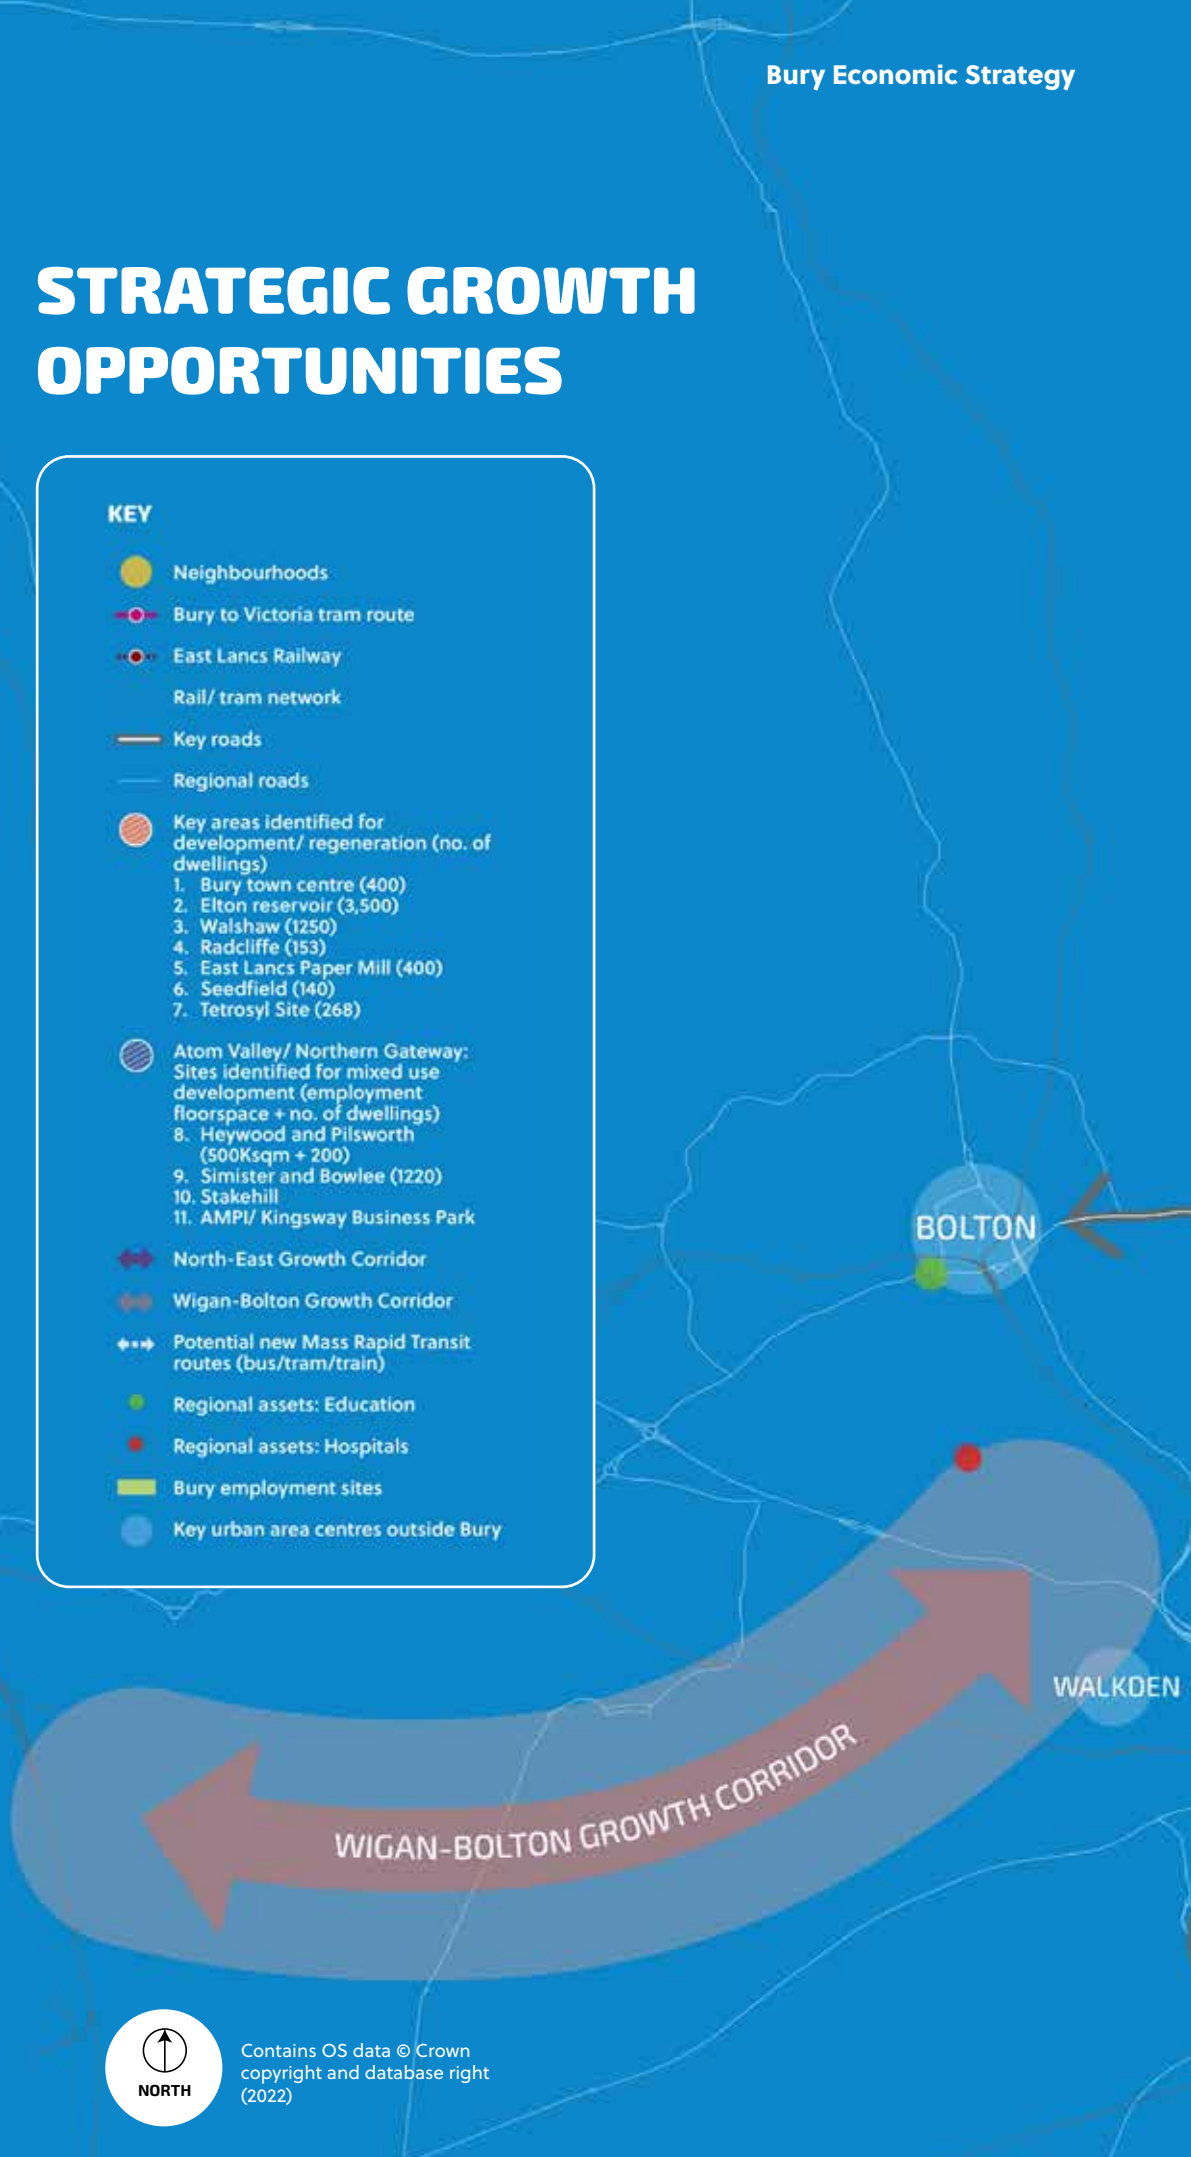 Bury Economic Strategy
STRATEGIC GROWTH
OPPORTUNITIES
KEY
Neighbourhoods
Bury to Victoria tram route
East Lancs Railway
Rail/ tram network
Key roads
Regional roads
Key areas identified for
development/ regeneration (no. of
dwellings)
1. Bury town centre (400)
2. Elton reservoir (3,500)
3. Walshaw (1250)
4. Radcliffe (153)
5. East Lancs Paper Mill (400)
6. Seedfield (140)
7. Tetrosyl Site (268)
Atom Valley/ Northern Gateway:
Sites identified for mixed use
development (employment
floorspace + no. of dwellings)
8. Heywood and Pilsworth
(500Ksqm + 200)
9. Simister and Bowlee (1220)
10. Stakehill
11. AMPI/ Kingsway Business Park
North-East Growth Corridor
Wigan-Bolton Growth Corridor
Potential new Mass Rapid Transit
routes (bus/tram/train)
Regional assets: Education
Regional assets: Hospitals
Bury employment sites
Key urban area centres outside Bury
BOLTON
WALKDEN
WIGAN-BOLTON GROWTH CORRIDOR
NORTH
Contains OS data © Crown
copyright and database right
(2022)